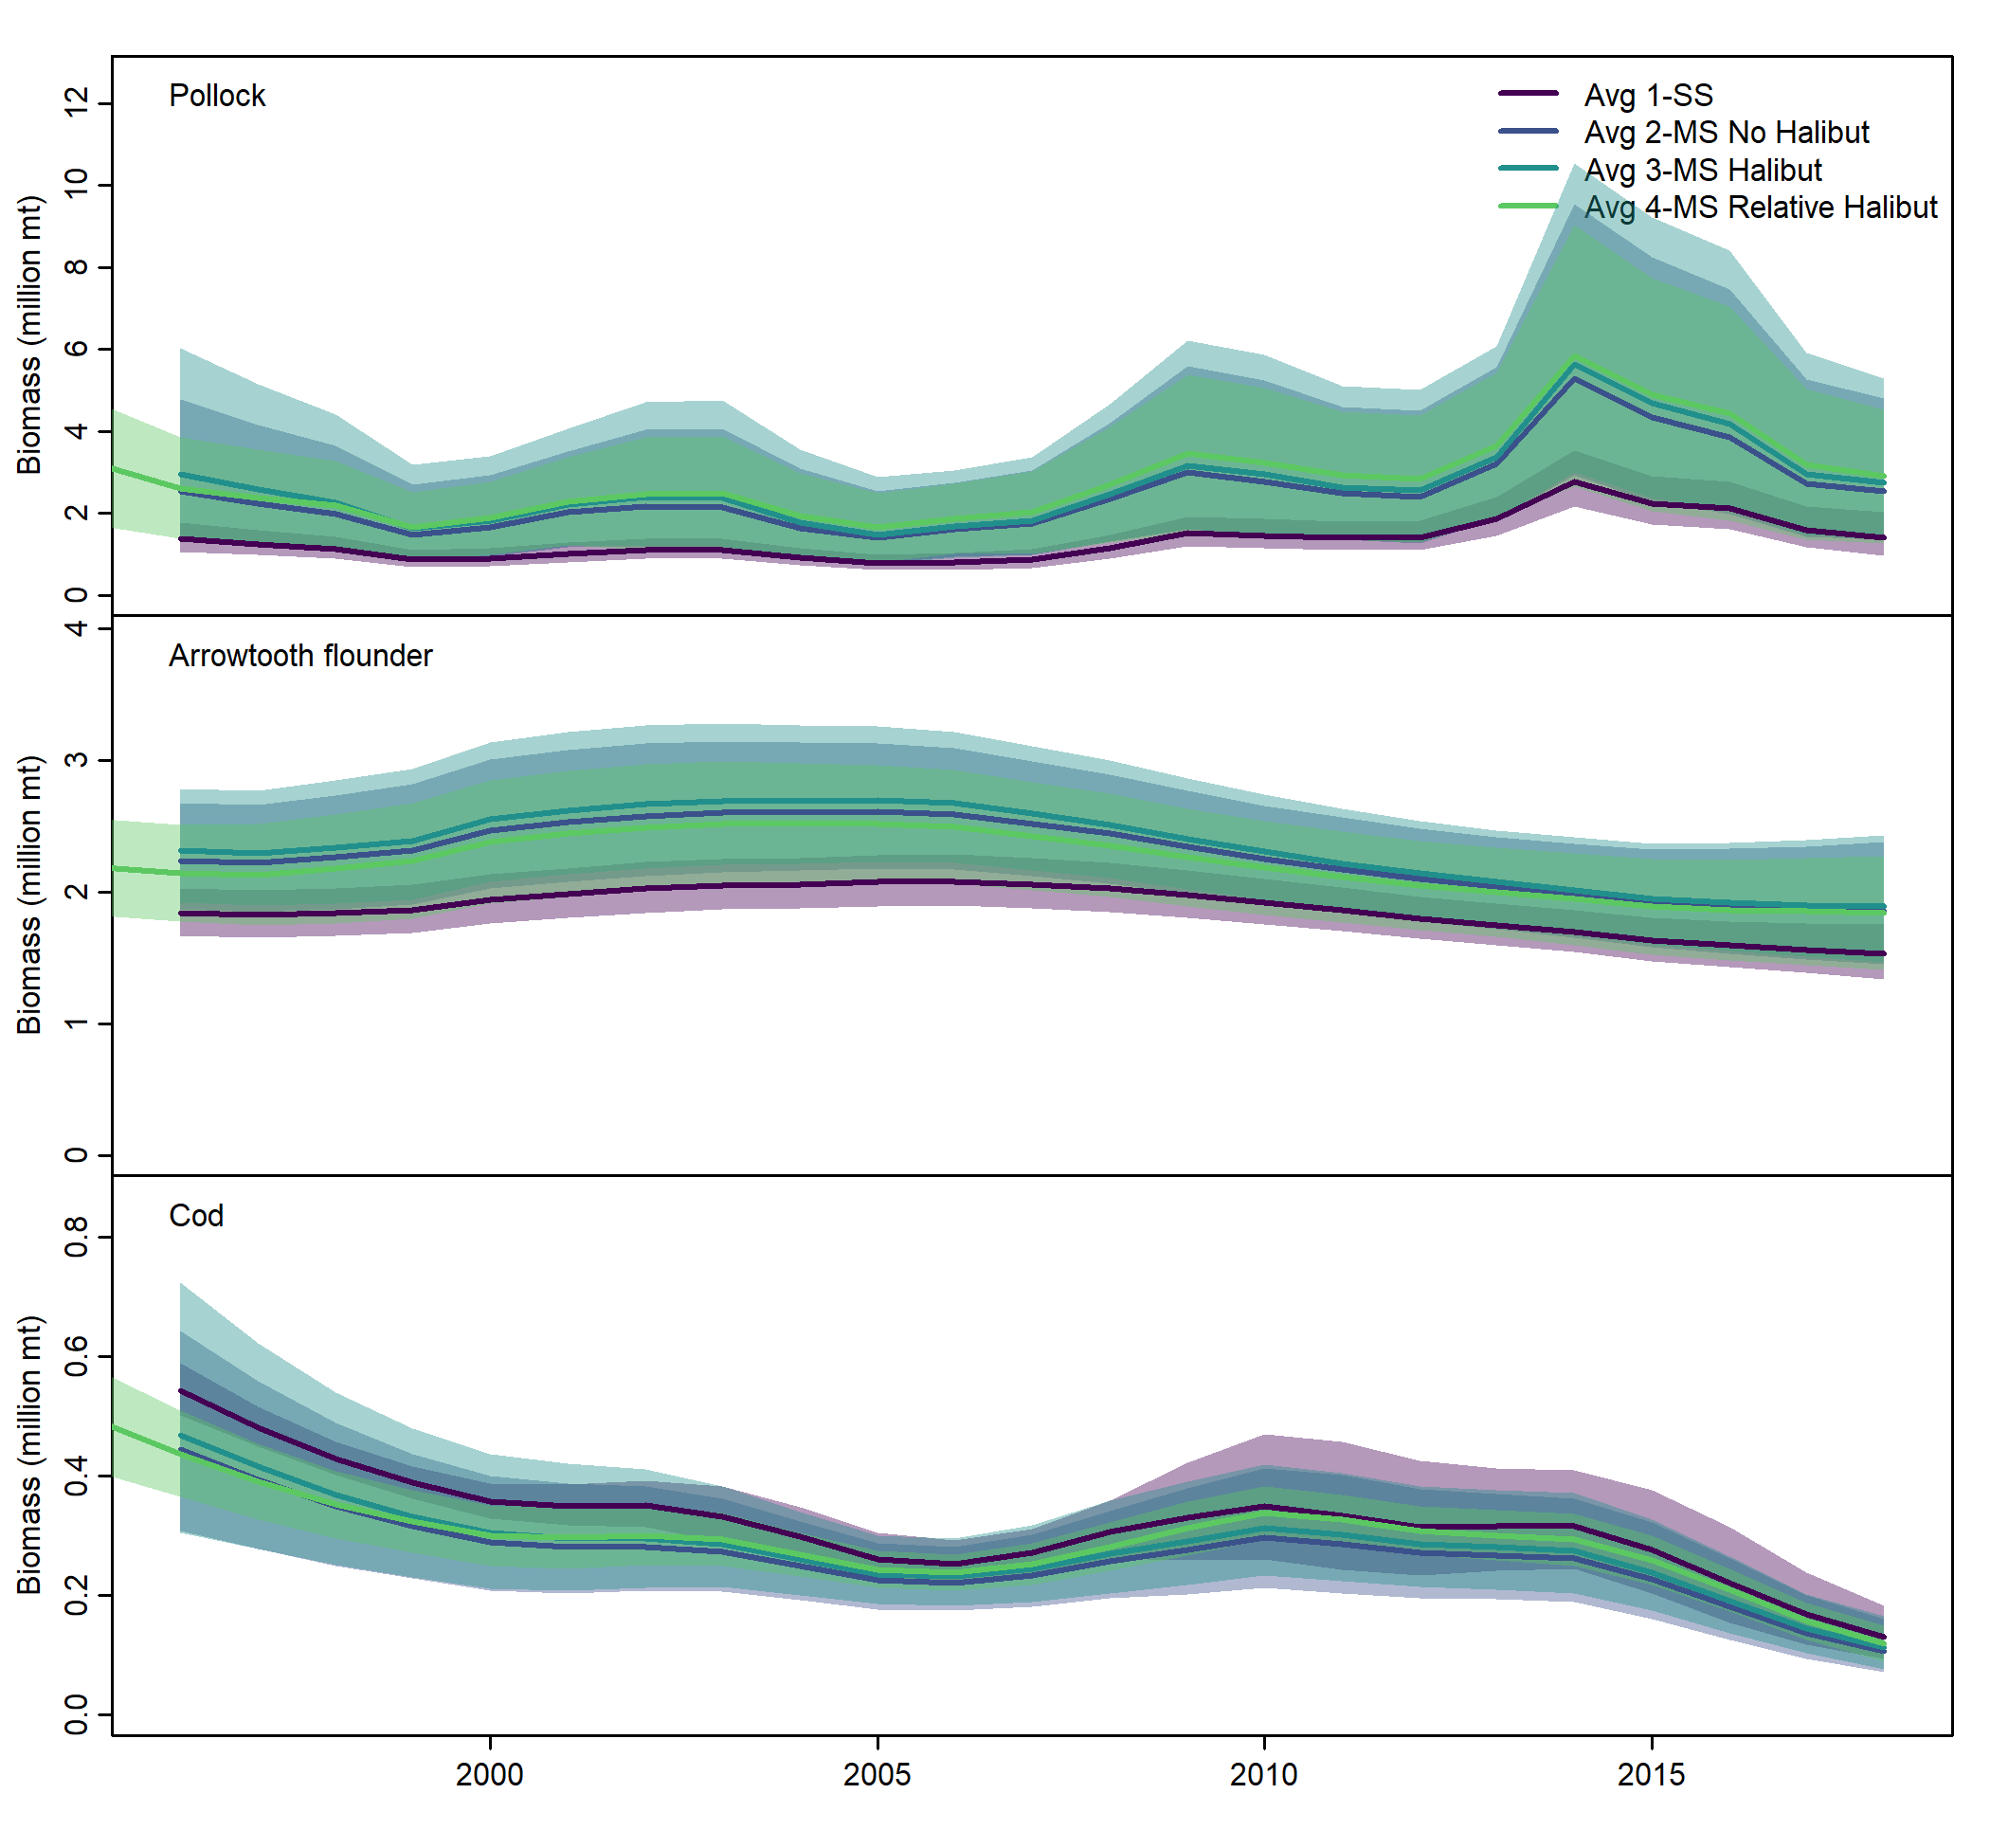 Pollock
Avg 1-SS
Avg 2-MS No Halibut
Avg 3-MS Halibut
Avg 4-MS Relative Halibut
Biomass (million mt)
12
10
8
6
4
2
0
Arrowtooth flounder
Biomass (million mt)
4
3
2
1
0
Cod
Biomass (million mt)
0.8
0.6
0.4
0.2
0.0
2000 2005 2010 2015